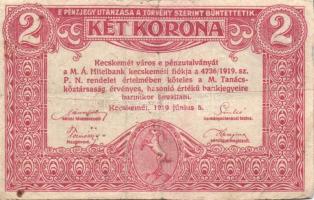 E PÉNZJEGY UTÁNZÁSA A TÖRVÉNY SZERINT BÜNTETTETIK.
2 KÉT KORONA 2
Kecskemét város e pénzutalványát
a M. Á. Hitelbank kecskeméti fiókja a 4736/1919. sz.
P. N. rendelet értelmében köteles a M. Tanács-
köztársaság érvényes, hasonló értékű bankjegyeire
bármikor beváltani.
Kecskemét, 1919 június 5.